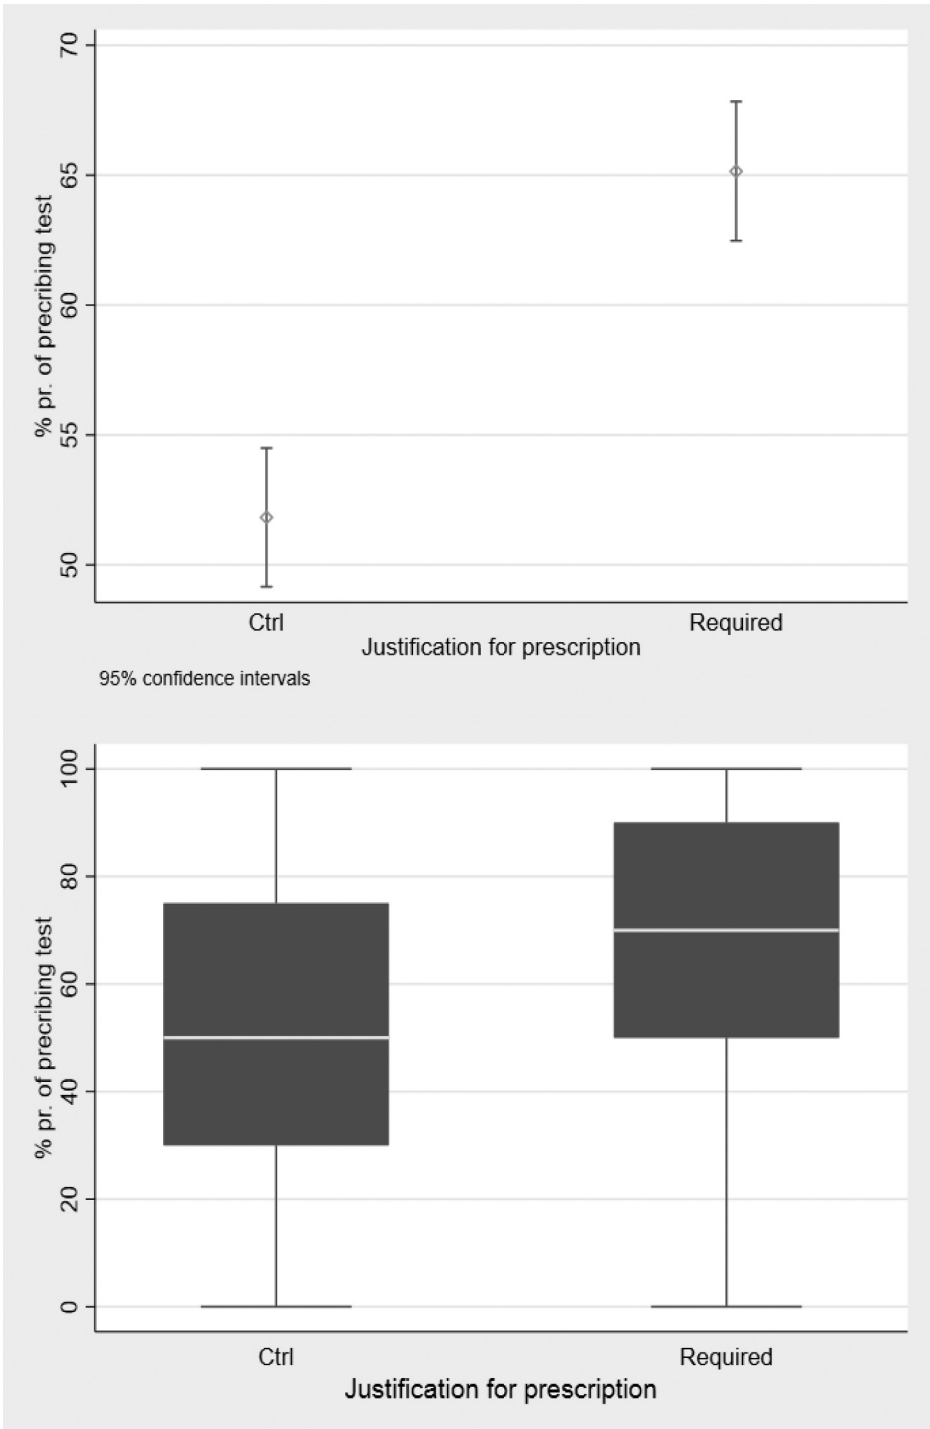 70
65
60
55
50
% pr. of precribing test
Ctrl
Required
Justification for prescription
95% confidence intervals
100
80
60
40
20
0
% pr. of precribing test
Ctrl
Required
Justification for prescription